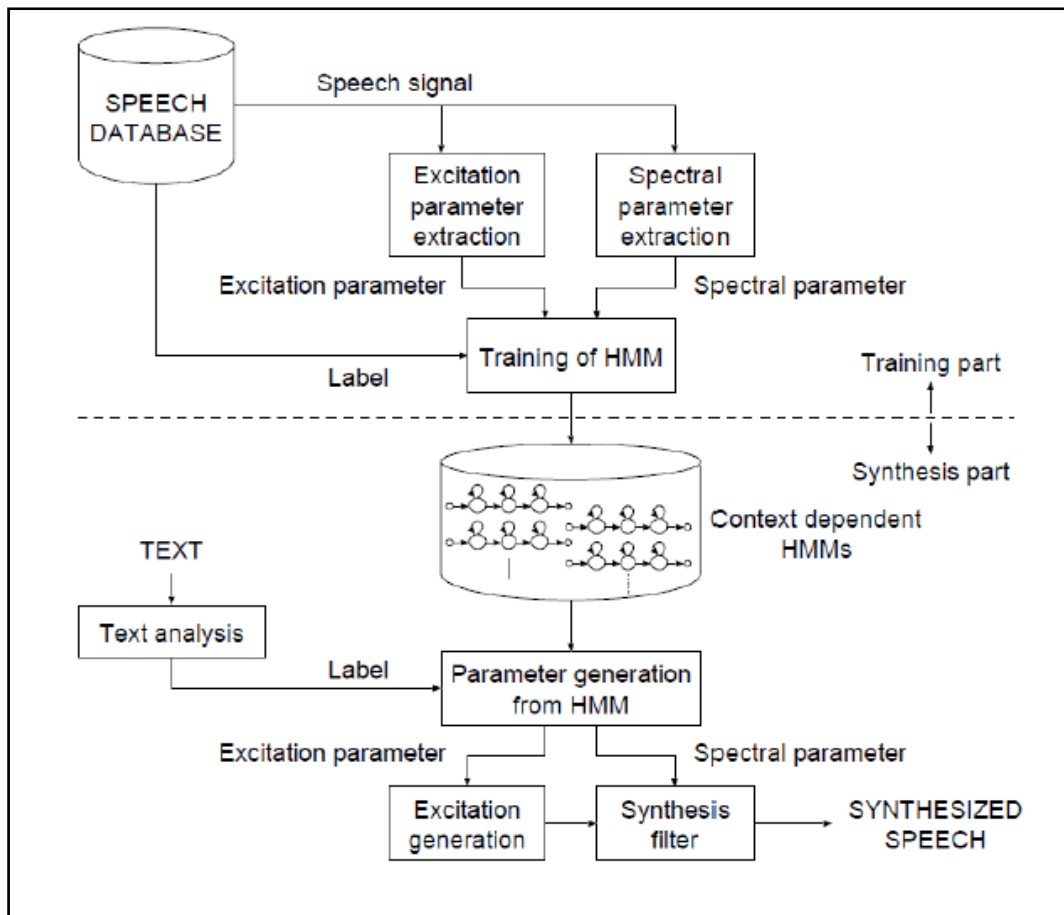 Speech signal
SPEECH
DATABASE
Excitation
parameter
extraction
Spectral
parameter
extraction
Excitation parameter
Spectral parameter
Training of HMM
Label
Training part
Synthesis part
Context dependent
HMMs
TEXT
Text analysis
Label
Parameter generation
from HMM
Excitation parameter
Spectral parameter
Excitation
generation
Synthesis
filter
SYNTHESIZED
SPEECH